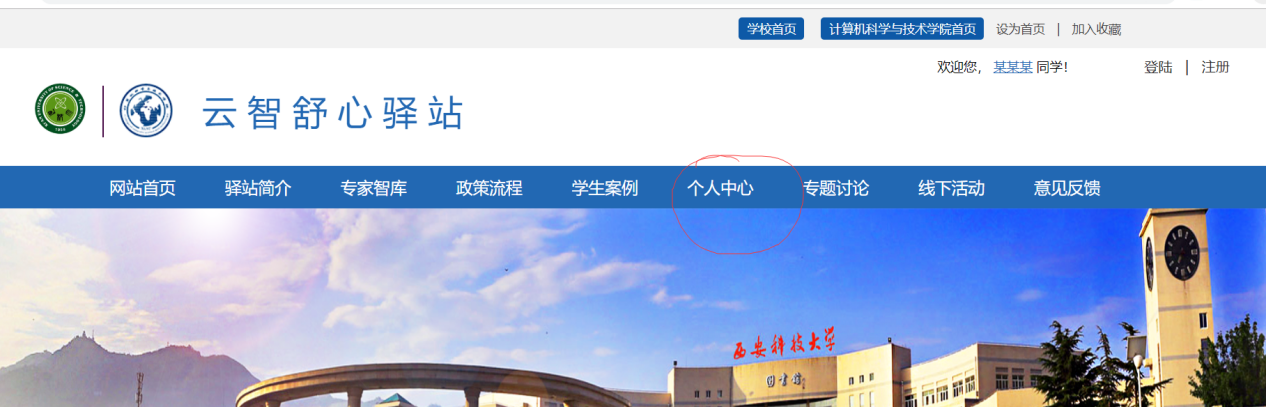 学校首页 计算机科学与技术学院首页 设为首页 | 加入收藏
欢迎您， 某某某 同学！ 登陆 | 注册
云智舒心驿站
网站首页 驿站简介 专家智库 政策流程 学生案例 个人中心 专题讨论 线下活动 意见反馈
西安科技大学
图书馆